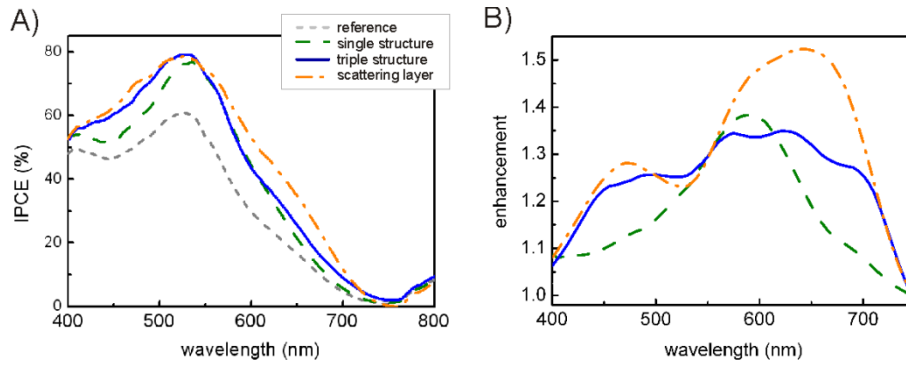 A)
80
60
40
20
0
IPCE (%)
400
500
600
700
800
wavelength (nm)
reference
single structure
triple structure
scattering layer
B)
1.5
1.4
1.3
1.2
1.1
1.0
enhancement
400
500
600
700
wavelength (nm)